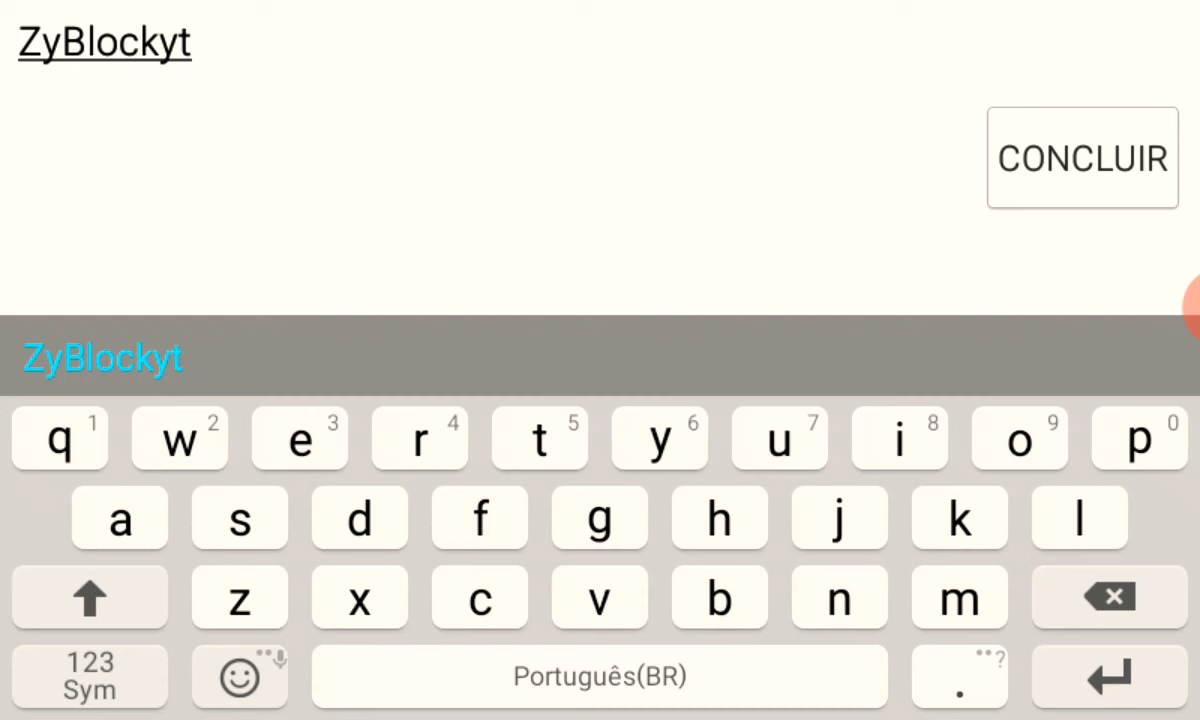 ZyBlockyt
CONCLUIR
ZyBlockyt
q 1 w 2 e 3 r 4 t 5 y 6 u 7 i 8 o 9 p 0
a s d f g h j k l
z x c v b n m
123
Sym
Português(BR)
. ?